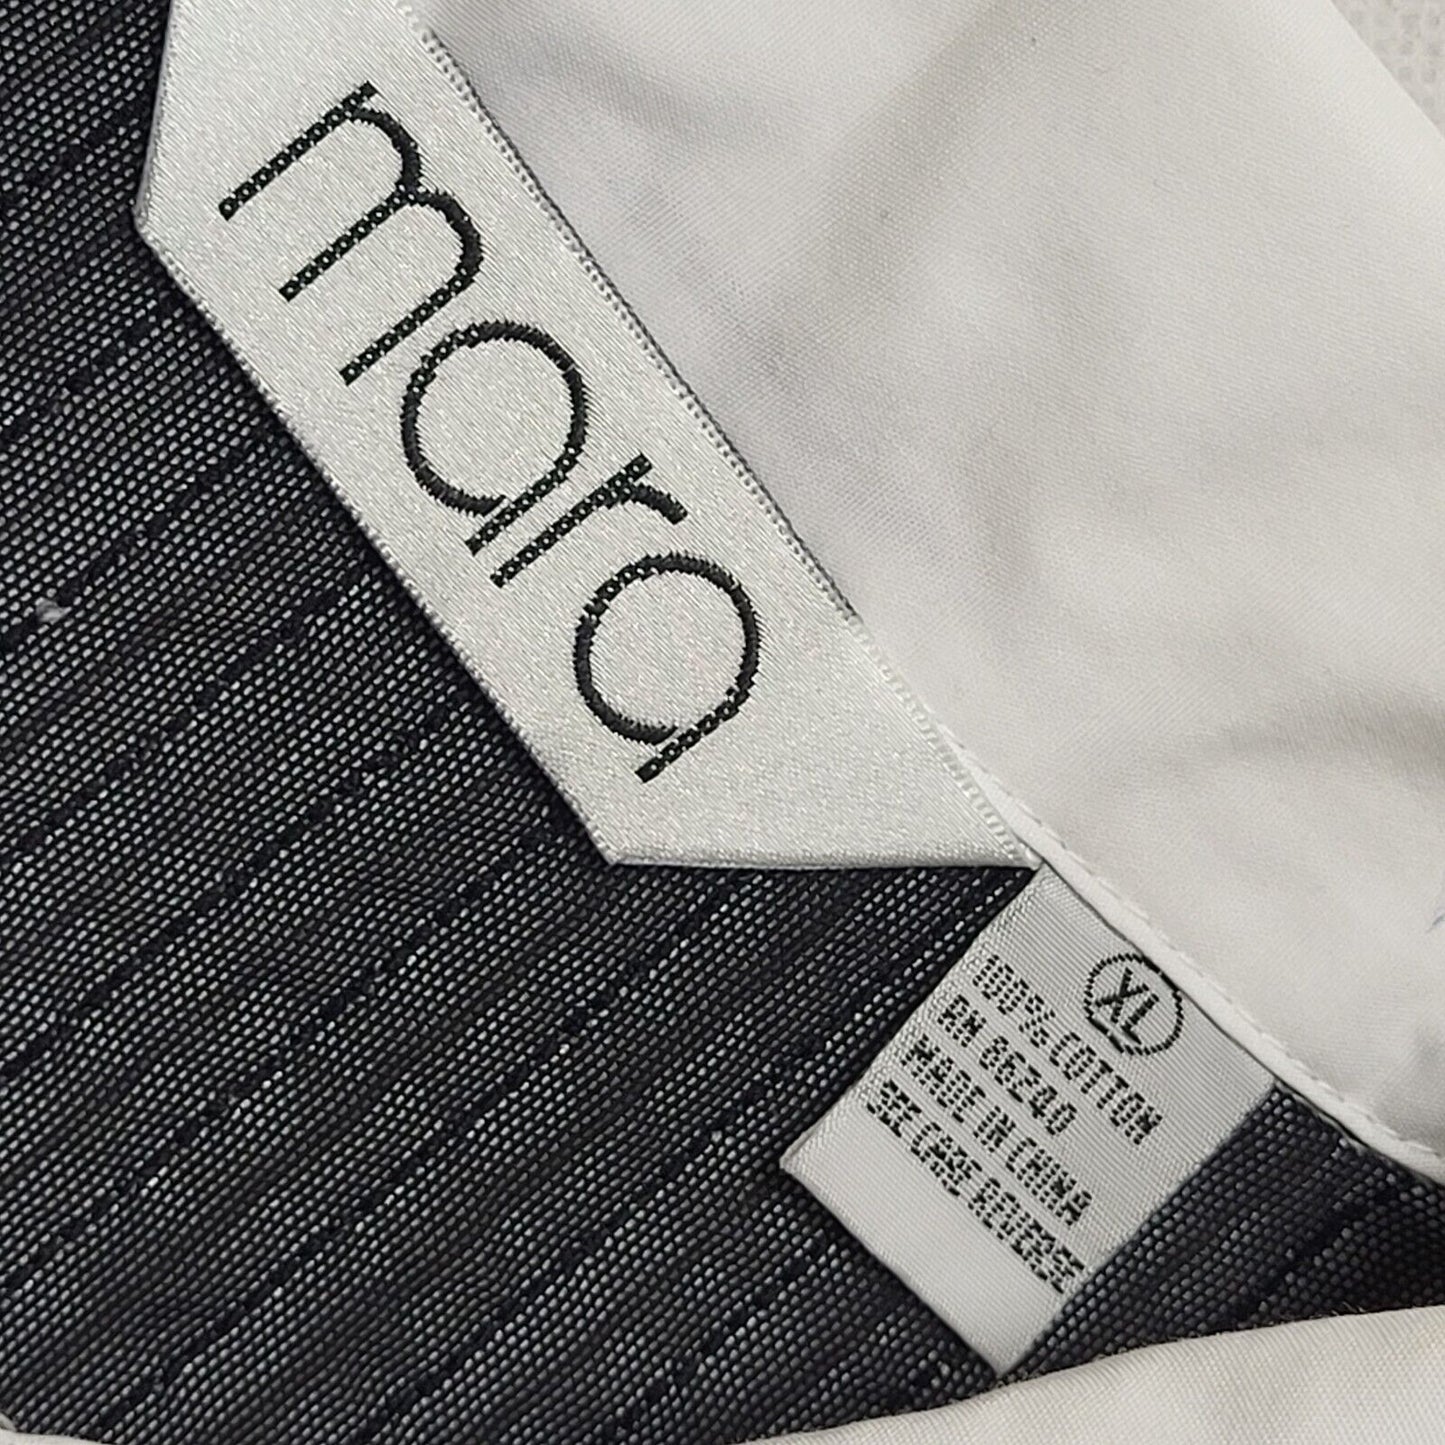 mara
XL
100% COTTON
RN 86240
MADE IN CHINA
SEE CARE REVERSE